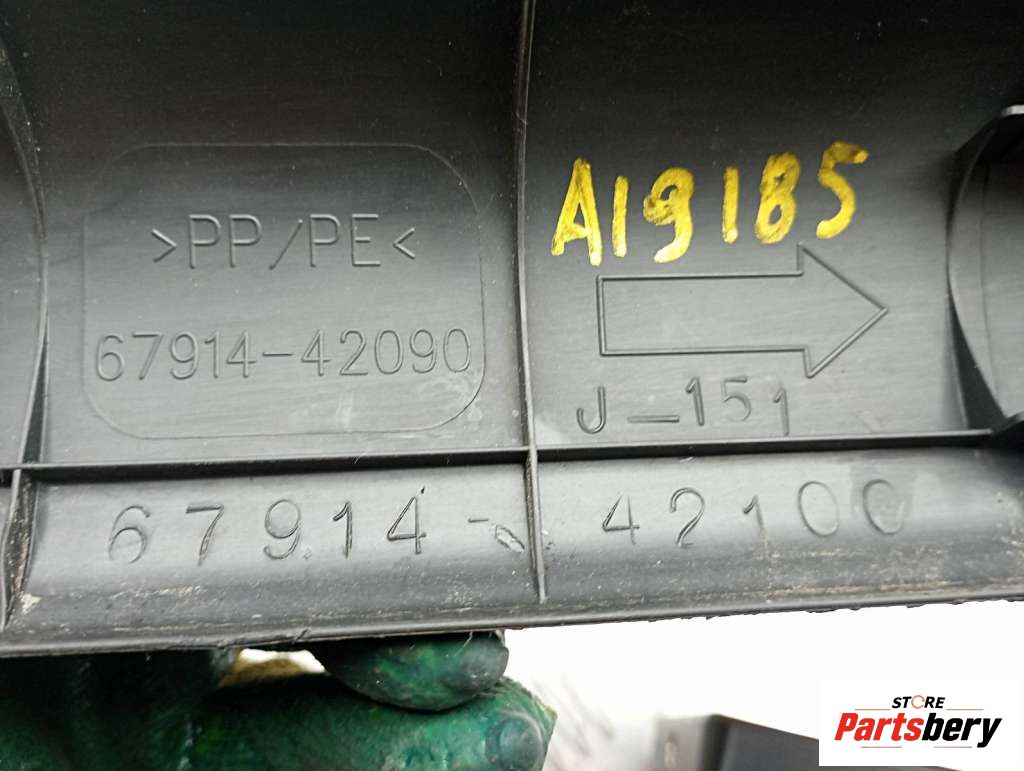 >PP/PE<
67914-42090
A19185
J-151
67914-42100
STORE
Partsbery